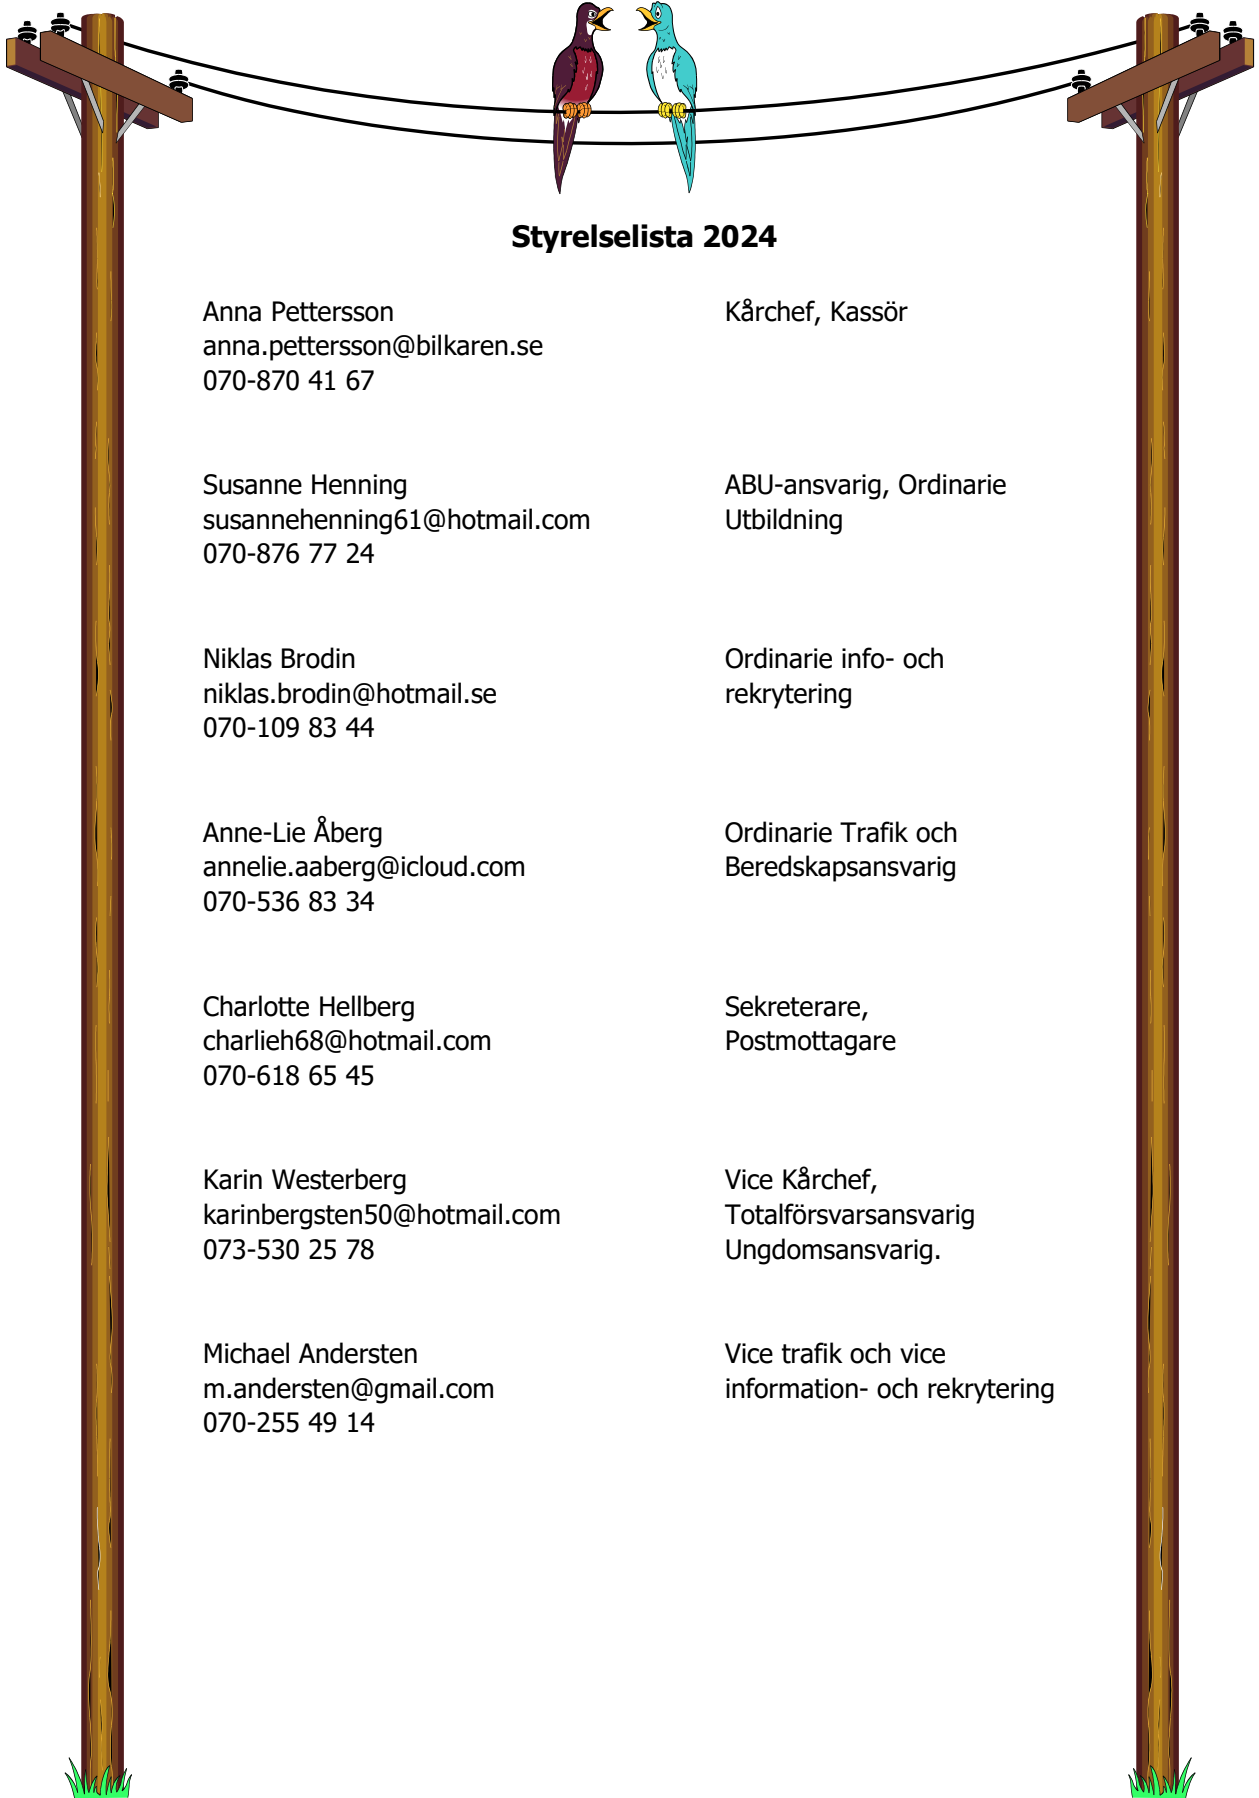 Styrelselista 2024
Anna Pettersson
Kårchef, Kassör
anna.pettersson@bilkaren.se
070-870 41 67
Susanne Henning
ABU-ansvarig, Ordinarie
susannehenning61@hotmail.com
Utbildning
070-876 77 24
Niklas Brodin
Ordinarie info- och
niklas.brodin@hotmail.se
rekrytering
070-109 83 44
Anne-Lie Åberg
Ordinarie Trafik och
annelie.aaberg@icloud.com
Beredskapsansvarig
070-536 83 34
Charlotte Hellberg
Sekreterare,
charlieh68@hotmail.com
Postmottagare
070-618 65 45
Karin Westerberg
Vice Kårchef,
karinbergsten50@hotmail.com
Totalförsvarsansvarig
073-530 25 78
Ungdomsansvarig.
Michael Andersten
Vice trafik och vice
m.andersten@gmail.com
information- och rekrytering
070-255 49 14